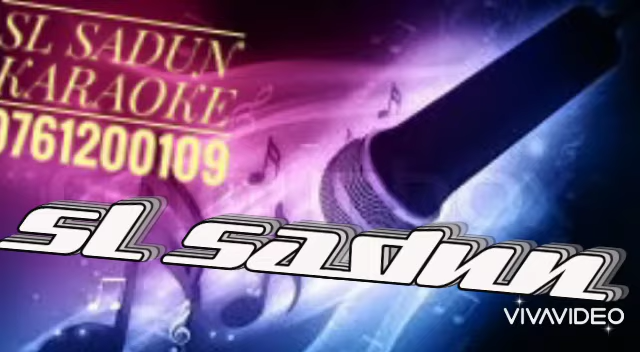 SL SADUN
KARAOKE
0761200109
SL Sadun
VIVAVIDEO